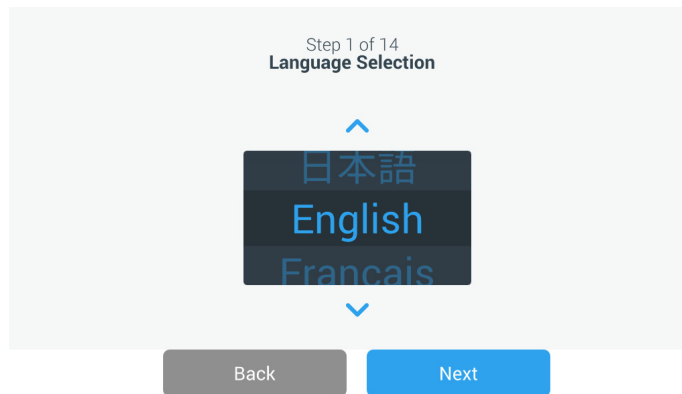 Step 1 of 14
Language Selection
日本語
English
Francais
Back
Next